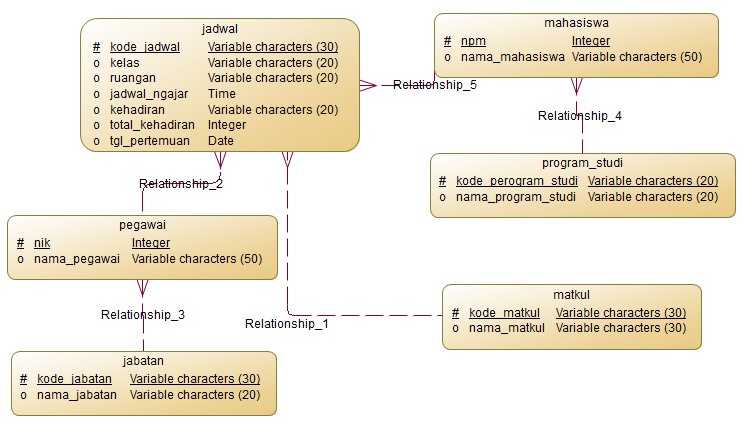 jadwal
# kode_jadwal Variable characters (30)
o kelas Variable characters (20)
o ruangan Variable characters (20)
o jadwal_ngajar Time
o kehadiran Variable characters (20)
o total_kehadiran Integer
o tgl_pertemuan Date
mahasiswa
# npm Integer
o nama_mahasiswa Variable characters (50)
Relationship_5
Relationship_4
program_studi
# kode_perogram_studi Variable characters (20)
o nama_program_studi Variable characters (20)
Relationship_2
pegawai
# nik Integer
o nama_pegawai Variable characters (50)
Relationship_3
Relationship_1
matkul
# kode_matkul Variable characters (30)
o nama_matkul Variable characters (30)
jabatan
# kode_jabatan Variable characters (30)
o nama_jabatan Variable characters (20)